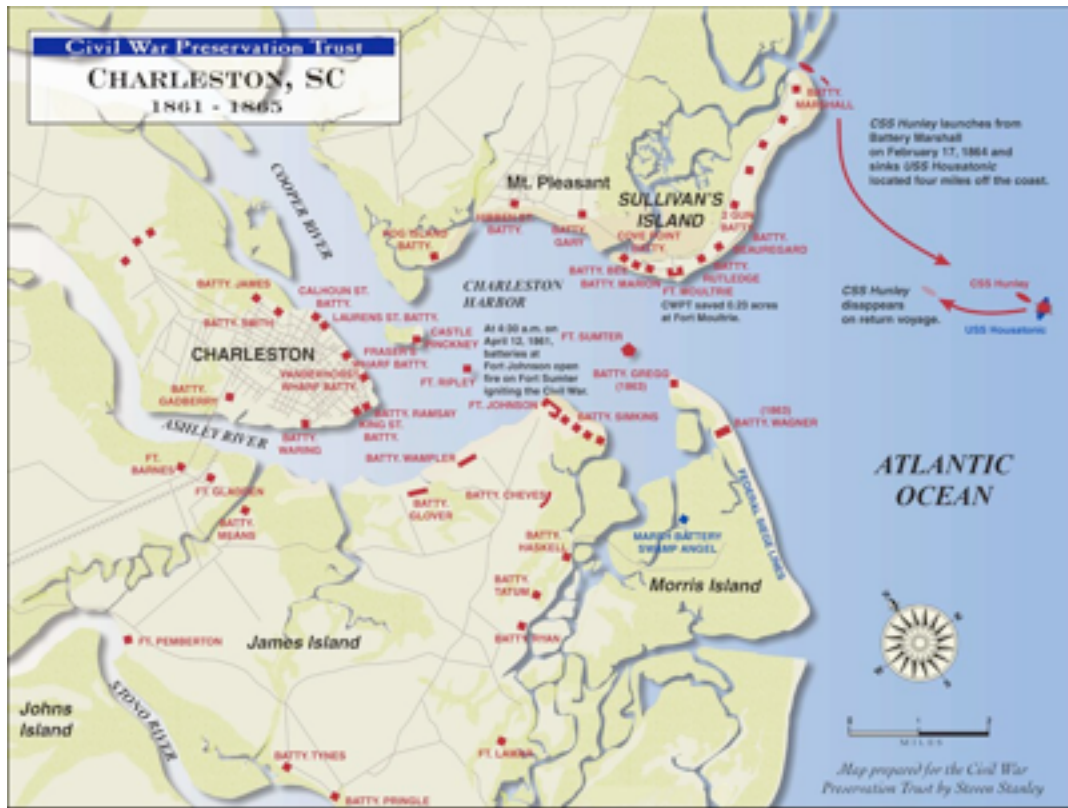 Civil War Preservation Trust
CHARLESTON, SC
1861 - 1865
BATTY.
MARSHALL
CSS Hunley launches from
Battery Marshall
on February 17, 1864 and
sinks USS Housatonic
located four miles off the coast.
COOPER RIVER
Mt. Pleasant
SULLIVAN'S
ISLAND
HOG ISLAND
BATTY.
BATTY.
BATTY.
GARY
COVE POINT
BATTY.
2 GUN
BATTY.
BATTY.
BEAUREGARD
BATTY.
RUTLEDGE
BATTY. BEE
BATTY. MARION
FT. MOULTRIE
CWPT saved 0.23 acres
at Fort Moultrie.
CHARLESTON
HARBOR
CSS Hunley
CSS Hunley
disappears
on return voyage.
USS Housatonic
BATTY. JAMES
CALHOUN ST.
BATTY.
LAURENS ST. BATTY.
BATTY. SMITH
CHARLESTON
FRASER'S
WHARF BATTY.
VANDERHORST
WHARF BATTY.
CASTLE
PINCKNEY
FT. RIPLEY
At 4:30 a.m. on
April 12, 1861,
batteries at
Fort Johnson open
fire on Fort Sumter
igniting the Civil War.
FT. SUMTER
BATTY. GREGG
(1863)
FT. JOHNSON
BATTY. SIMKINS
(1863)
BATTY. WAGNER
BATTY.
GADBERRY
BATTY. RAMSAY
KING ST.
BATTY.
ASHLEY RIVER
BATTY.
WARING
BATTY. WAMPLER
FT.
BARNES
FT. GLADDEN
BATTY.
MEANS
BATTY.
GLOVER
BATTY. CHEVES
BATTY.
HASKELL
FEDERAL SIEGE LINES
MARSH BATTERY
SWAMP ANGEL
ATLANTIC
OCEAN
BATTY.
TATUM
Morris Island
BATTY. RYAN
FT. PEMBERTON
James Island
Johns
Island
STONO RIVER
BATTY. TYNES
BATTY. PRINGLE
FT. LAMAR
MILES
Map prepared for the Civil War
Preservation Trust by Steven Stanley